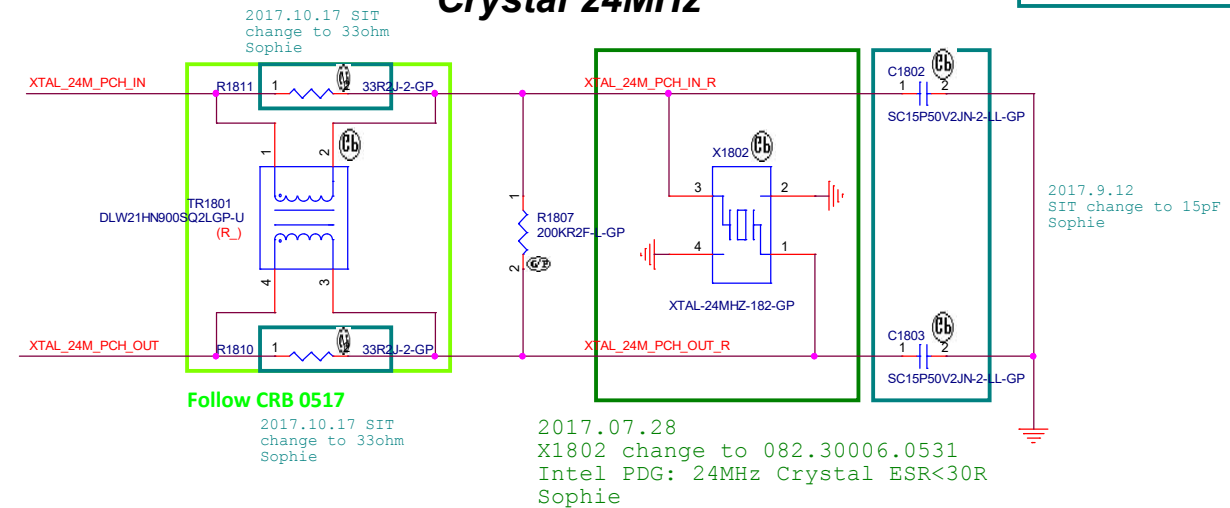 Crystal 24MHz
2017.10.17 SIT
change to 33ohm
Sophie
XTAL_24M_PCH_IN
R1811
1
2
33R2J-2-GP
XTAL_24M_PCH_IN_R
C1802
1
2
SC15P50V2JN-2-LL-GP
1
2
TR1801
DLW21HN900SQ2LGP-U
(R_)
4
3
1
R1807
200KR2F-L-GP
2
X1802
3
2
4
1
XTAL-24MHZ-182-GP
2017.9.12
SIT change to 15pF
Sophie
XTAL_24M_PCH_OUT
R1810
1
2
33R2J-2-GP
XTAL_24M_PCH_OUT_R
C1803
1
2
SC15P50V2JN-2-LL-GP
Follow CRB 0517
2017.10.17 SIT
change to 33ohm
Sophie
2017.07.28
X1802 change to 082.30006.0531
Intel PDG: 24MHz Crystal ESR<30R
Sophie